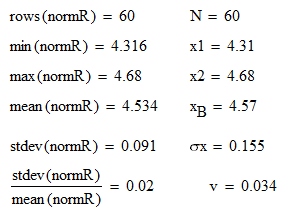 rows(normR) = 60 N = 60
min(normR) = 4.316 x1 = 4.31
max(normR) = 4.68 x2 = 4.68
mean(normR) = 4.534 xB = 4.57
stdev(normR) = 0.091 σx = 0.155
stdev(normR)
mean(normR) = 0.02 v = 0.034